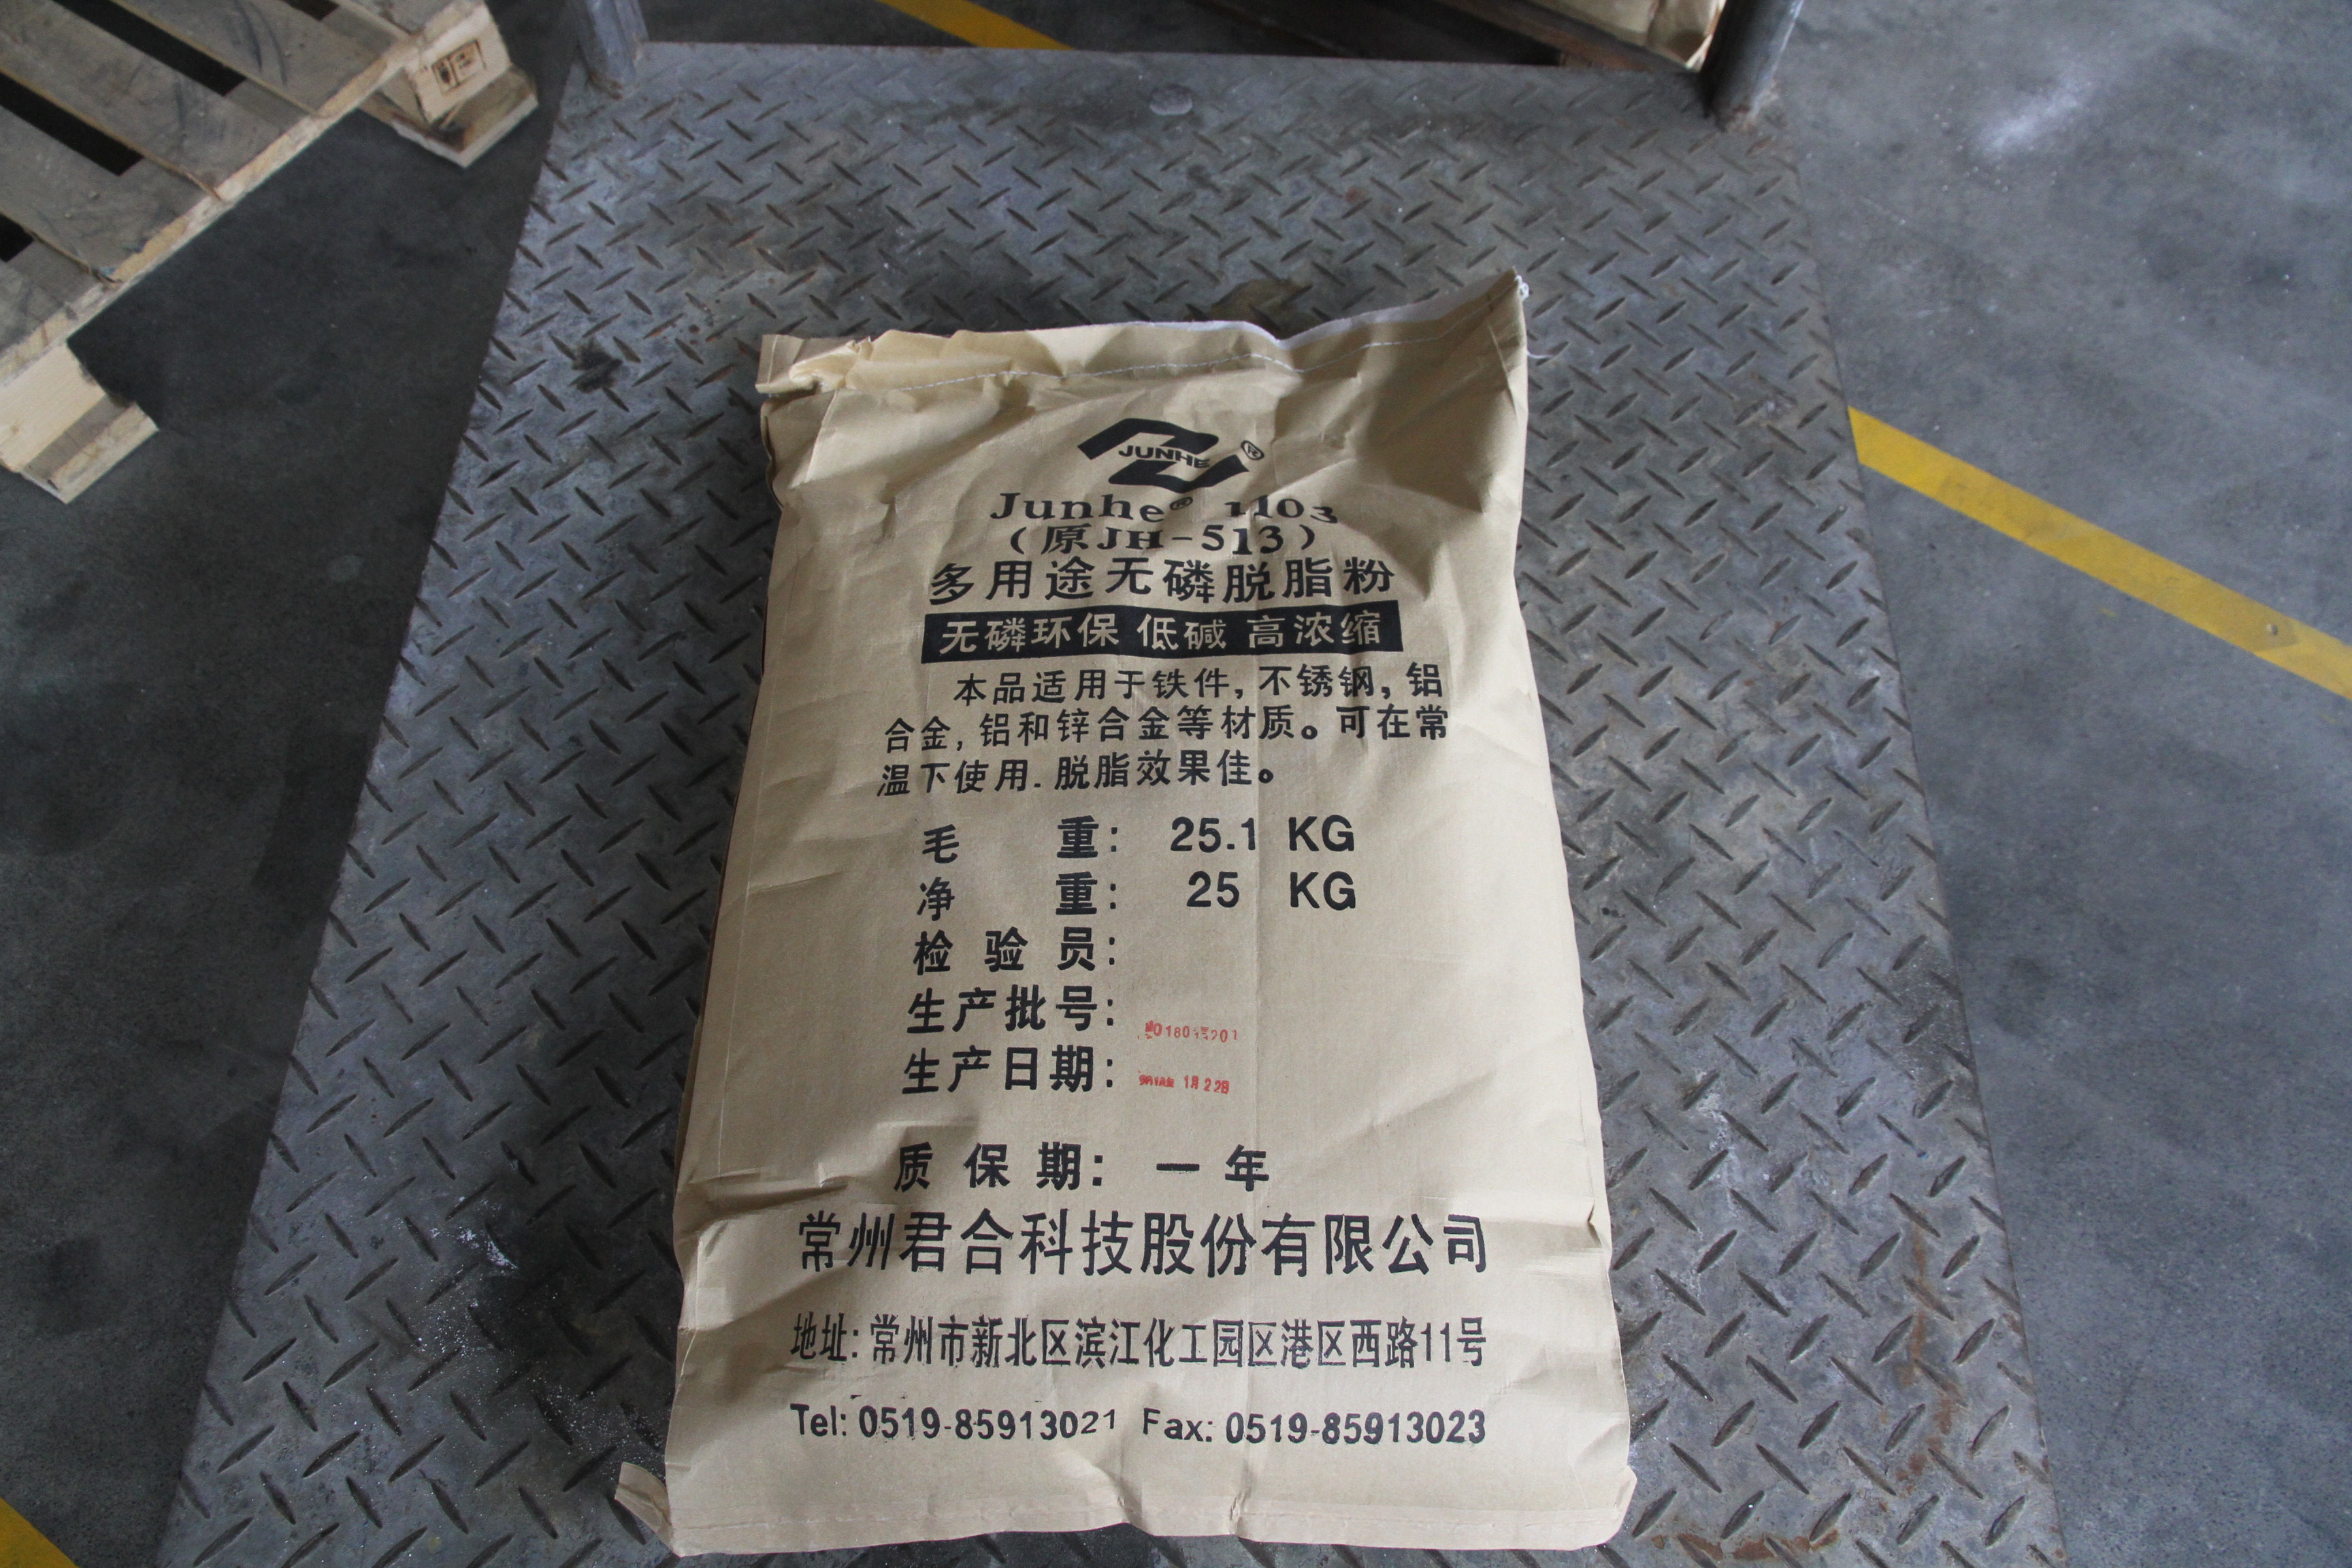 JUNHE ®
Junhe® 1103
(原JH-513)
多用途无磷脱脂粉
无磷环保 低碱 高浓缩
本品适用于铁件,不锈钢,铝
合金,铝和锌合金等材质。可在常
温下使用.脱脂效果佳。
毛 重: 25.1 KG
净 重: 25 KG
检 验 员:
生产批号:
生产日期: 1月22日
质 保 期: 一 年
常州君合科技股份有限公司
地址:常州市新北区滨江化工园区港区西路11号
Tel: 0519-85913021 Fax: 0519-85913023